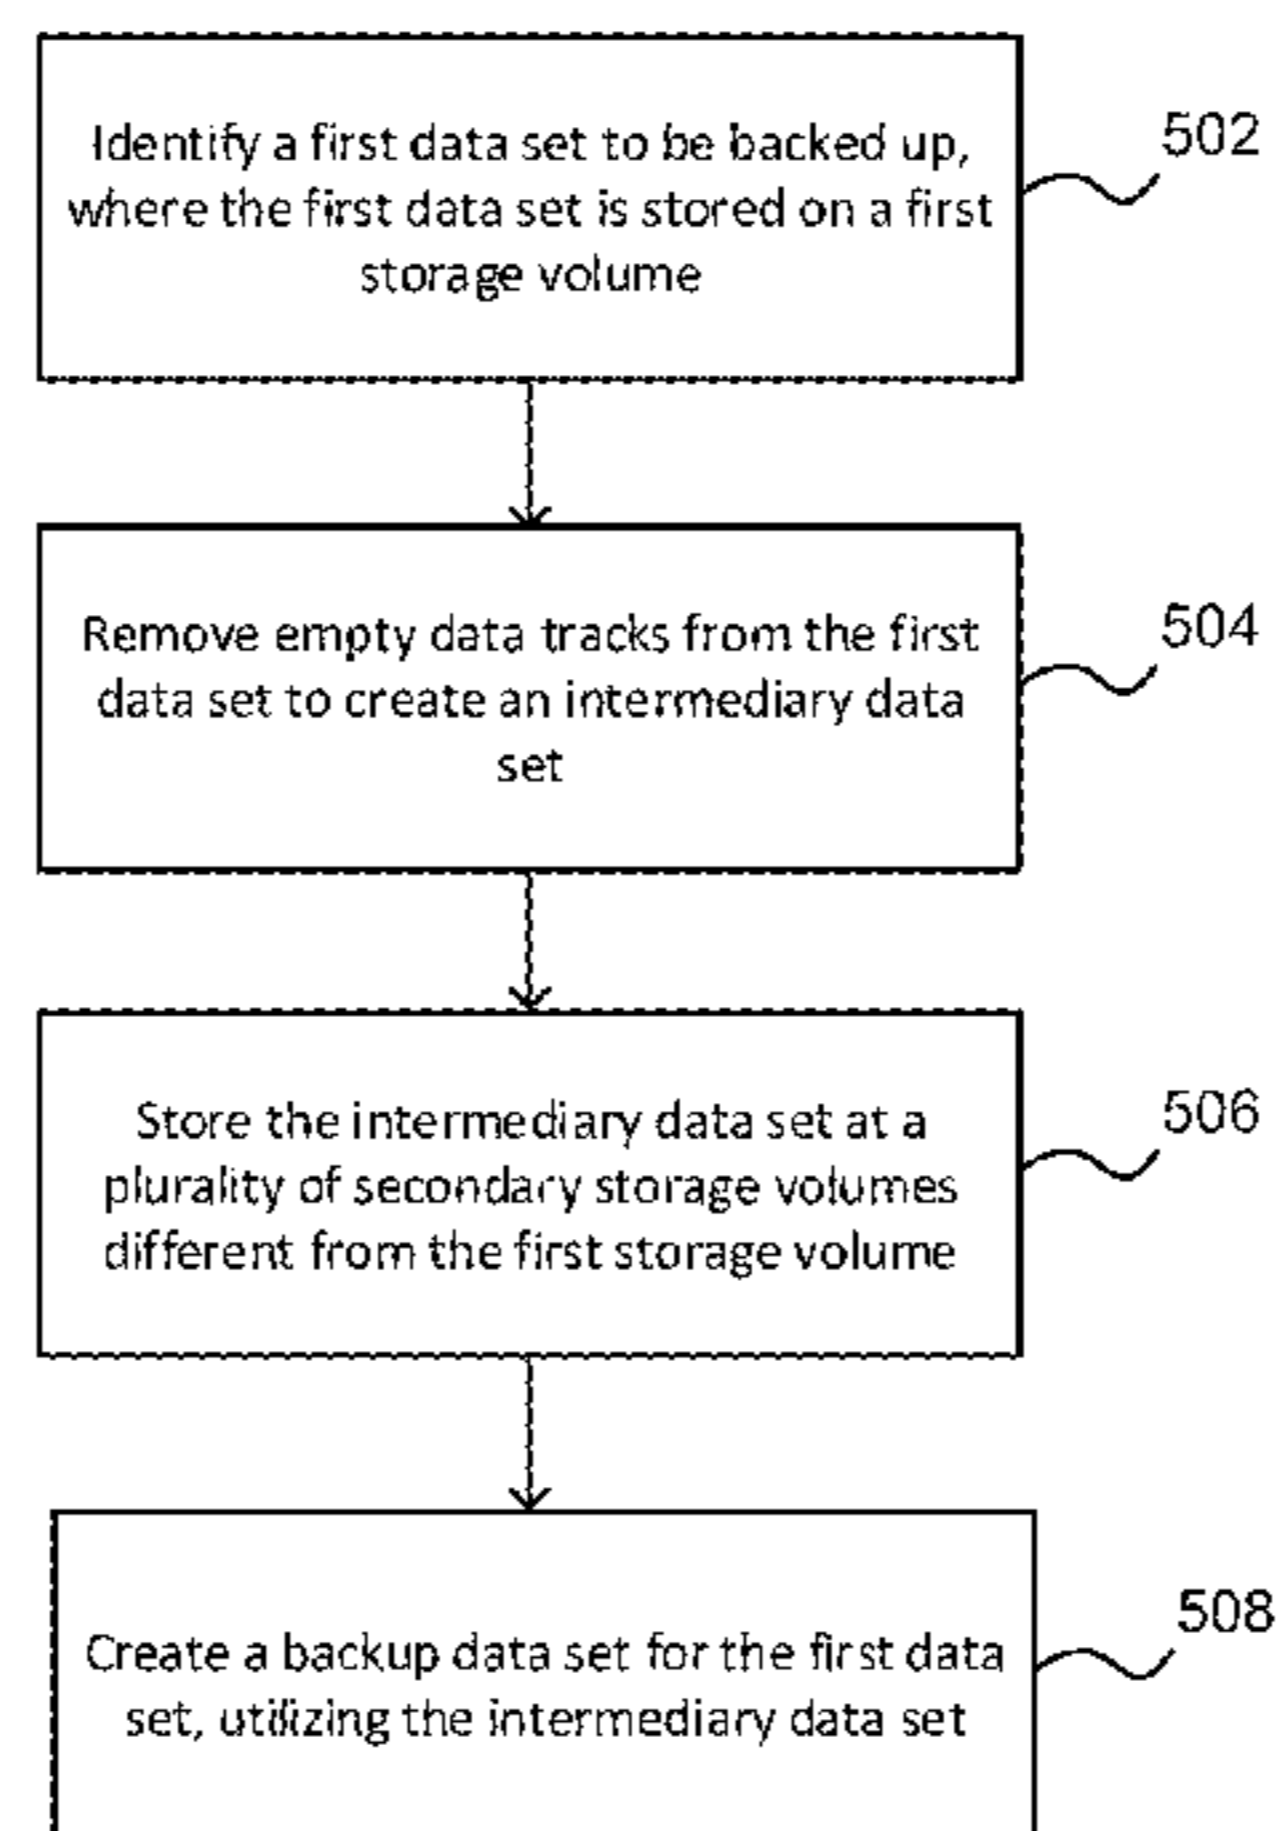 Identify a first data set to be backed up,
where the first data set is stored on a first
storage volume
502
Remove empty data tracks from the first
data set to create an intermediary data
set
504
Store the intermediary data set at a
plurality of secondary storage volumes
different from the first storage volume
506
Create a backup data set for the first data
set, utilizing the intermediary data set
508